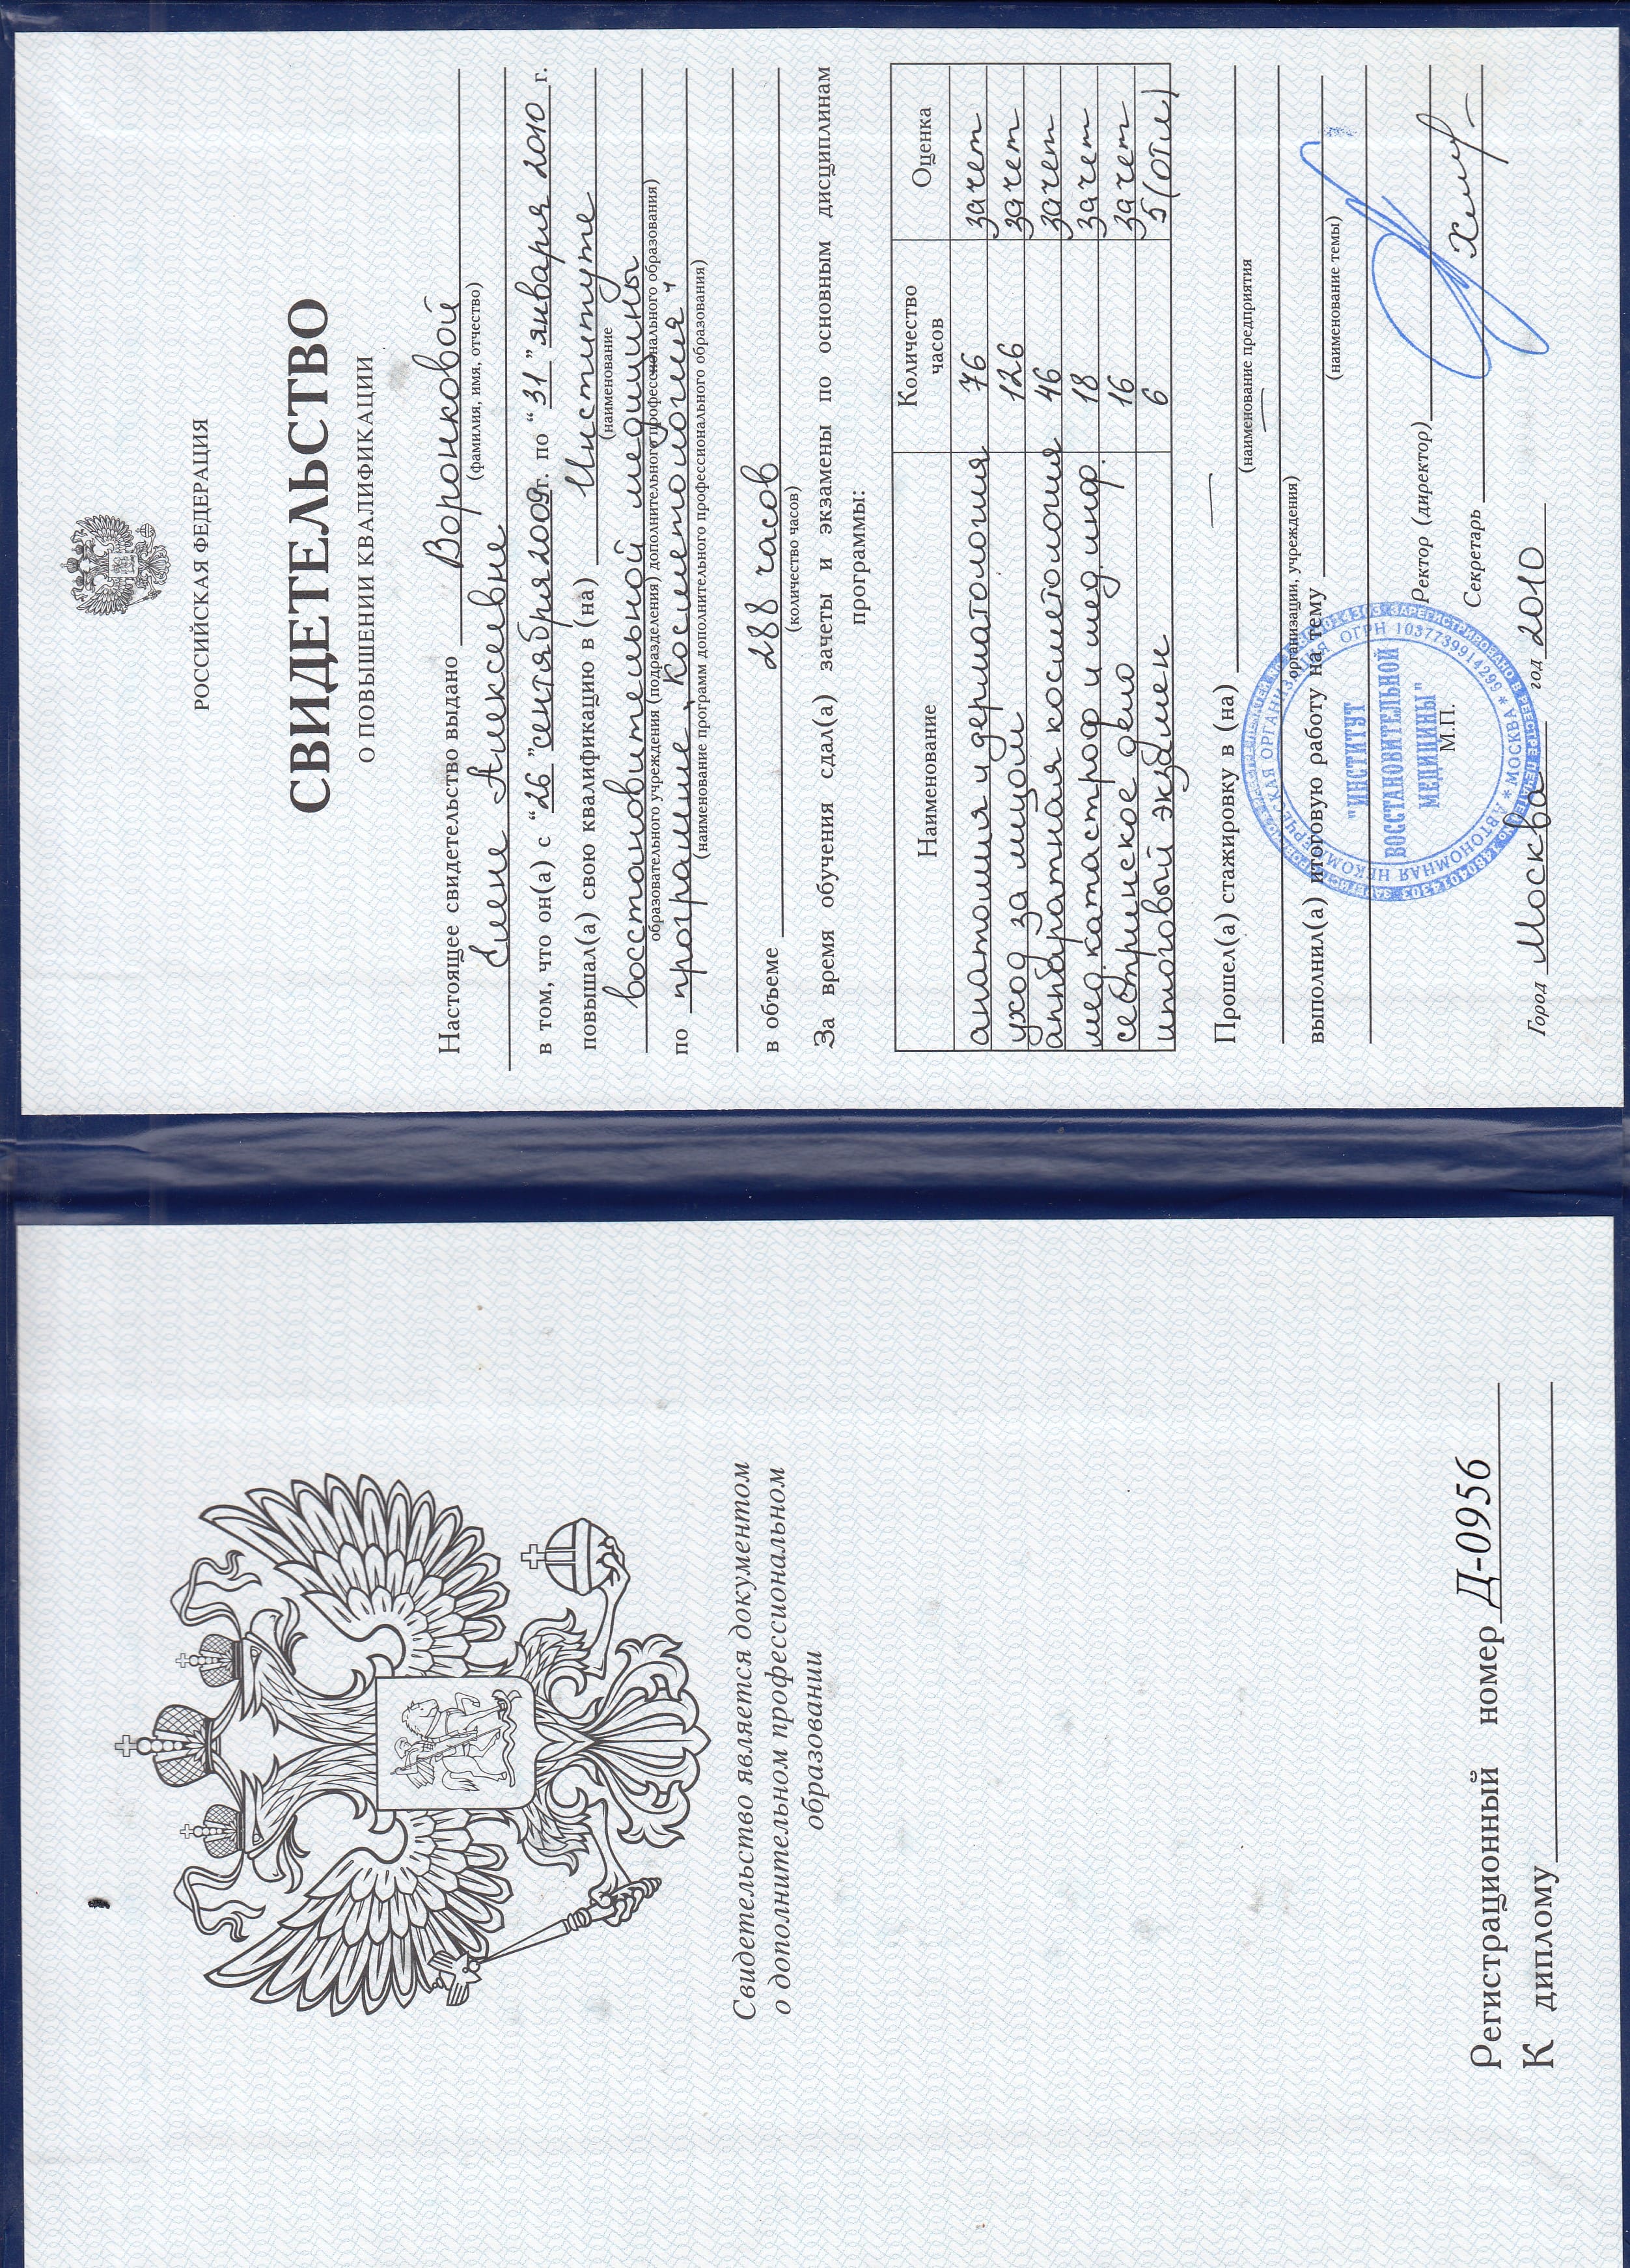 Свидетельство является документом
о дополнительном профессиональном
образовании
Регистрационный номер Д-0956
К диплому
РОССИЙСКАЯ ФЕДЕРАЦИЯ
СВИДЕТЕЛЬСТВО
О ПОВЫШЕНИИ КВАЛИФИКАЦИИ
Настоящее свидетельство выдано Воронковой
(фамилия, имя, отчество)
Елене Алексеевне
в том, что он(а) с “26” сентября 2009г. по “31” января 2010 г.
повышал(а) свою квалификацию в (на) Институте
(наименование
восстановительной медицины
образовательного учреждения (подразделения) дополнительного профессионального образования)
по программе „Косметология"
(наименование программ дополнительного профессионального образования)
в объеме 288 часов
(количество часов)
За время обучения сдал(а) зачеты и экзамены по основным дисциплинам
программы:
Наименование Количество часов Оценка
анатомия и дерматология 76 зачет
уход за лицом 126 зачет
аппаратная косметология 46 зачет
мед.катастроф и мед.инф. 18 зачет
сестринское дело 16 зачет
итоговый экзамен 6 5 (отл)
Прошел(а) стажировку в (на) —
(наименование предприятия
—
организации, учреждения)
выполнил(а) итоговую работу на тему
(наименование темы)
АВТОНОМНАЯ НЕКОММЕРЧЕСКАЯ ОРГАНИЗАЦИЯ ОГРН 1037739914299 * МОСКВА *
"ИНСТИТУТ
ВОССТАНОВИТЕЛЬНОЙ
МЕДИЦИНЫ"
М.П.
Ректор (директор)
Секретарь
Город Москва год 2010